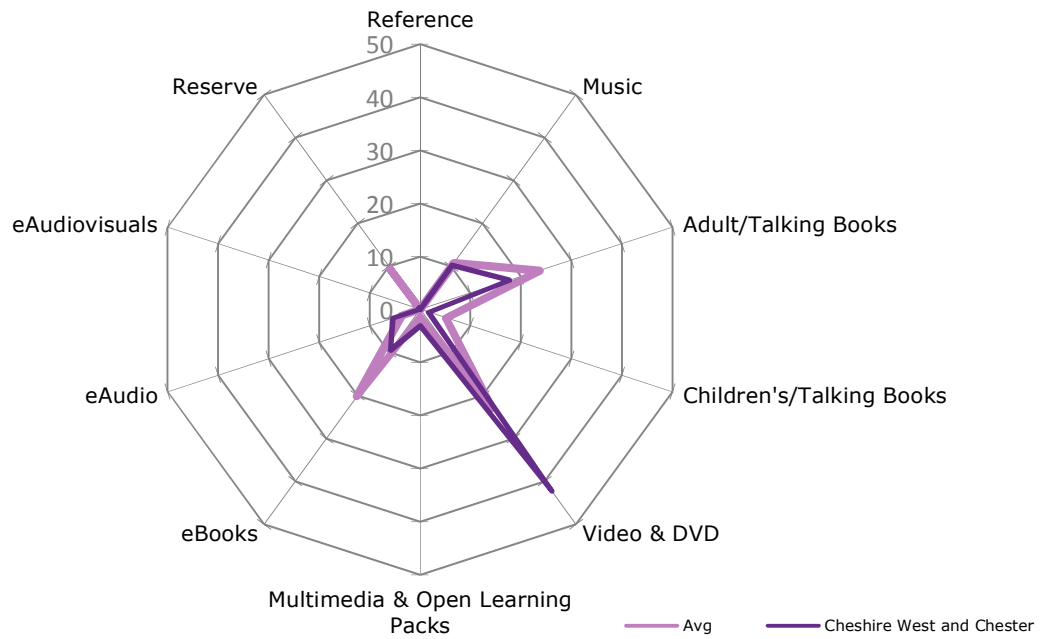 Reference
50
Reserve
Music
40
30
20
eAudiovisuals
Adult/Talking Books
10
0
eAudio
Children's/Talking Books
eBooks
Video & DVD
Multimedia & Open Learning
Packs
Avg
Cheshire West and Chester